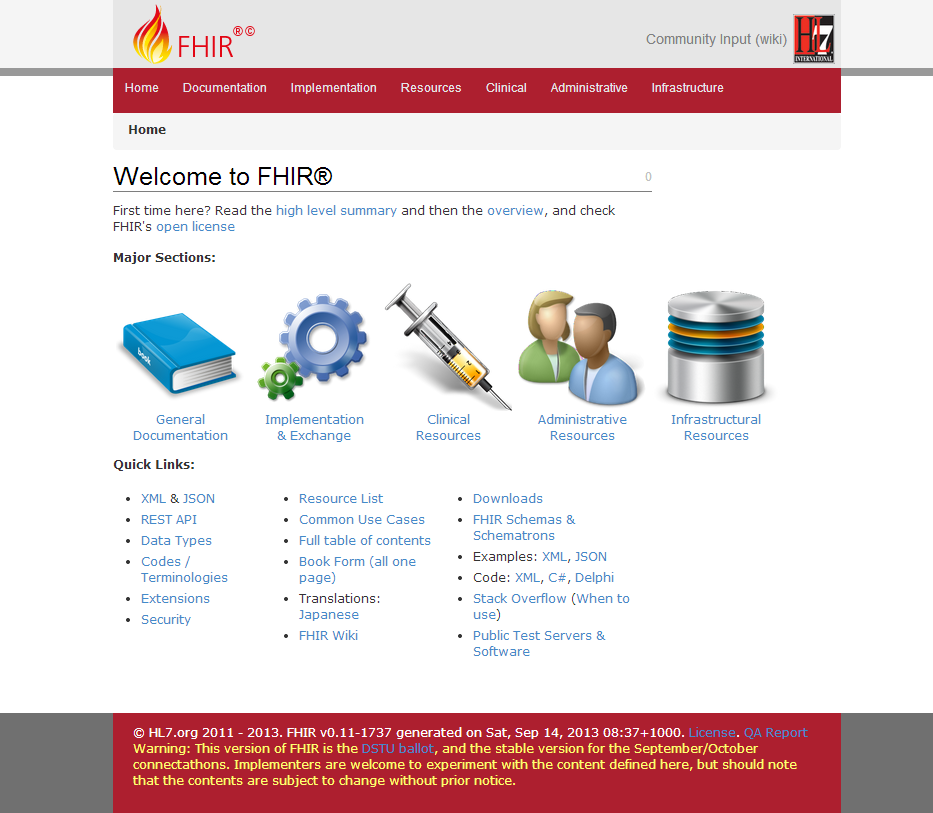 FHIR®©
Community Input (wiki)
HL7
INTERNATIONAL
Home Documentation Implementation Resources Clinical Administrative Infrastructure
Home
Welcome to FHIR®
0
First time here? Read the high level summary and then the overview, and check
FHIR's open license
Major Sections:
book
General
Documentation
Implementation
& Exchange
Clinical
Resources
Administrative
Resources
Infrastructural
Resources
Quick Links:
XML & JSON
REST API
Data Types
Codes /
Terminologies
Extensions
Security
Resource List
Common Use Cases
Full table of contents
Book Form (all one
page)
Translations:
Japanese
FHIR Wiki
Downloads
FHIR Schemas &
Schematrons
Examples: XML, JSON
Code: XML, C#, Delphi
Stack Overflow (When to
use)
Public Test Servers &
Software
© HL7.org 2011 - 2013. FHIR v0.11-1737 generated on Sat, Sep 14, 2013 08:37+1000. License. QA Report
Warning: This version of FHIR is the DSTU ballot, and the stable version for the September/October
connectathons. Implementers are welcome to experiment with the content defined here, but should note
that the contents are subject to change without prior notice.